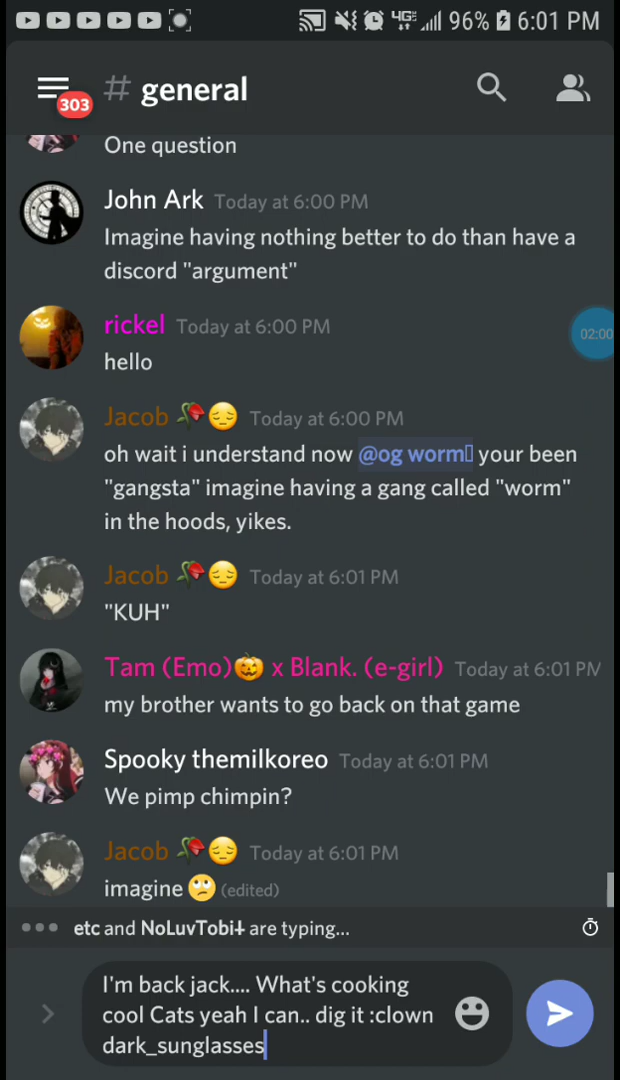 96% 6:01 PM
303
# general
One question
John Ark Today at 6:00 PM
Imagine having nothing better to do than have a
discord "argument"
rickel Today at 6:00 PM
02:00
hello
Jacob 🥀😔 Today at 6:00 PM
oh wait i understand now @og worm▯ your been
"gangsta" imagine having a gang called "worm"
in the hoods, yikes.
Jacob 🥀😔 Today at 6:01 PM
"KUH"
Tam (Emo)🎃 x Blank. (e-girl) Today at 6:01 PM
my brother wants to go back on that game
Spooky themilkoreo Today at 6:01 PM
We pimp chimpin?
Jacob 🥀😔 Today at 6:01 PM
imagine 🙄 (edited)
etc and NoLuvTobi⸸ are typing...
I'm back jack.... What's cooking
cool Cats yeah I can.. dig it :clown
dark_sunglasses